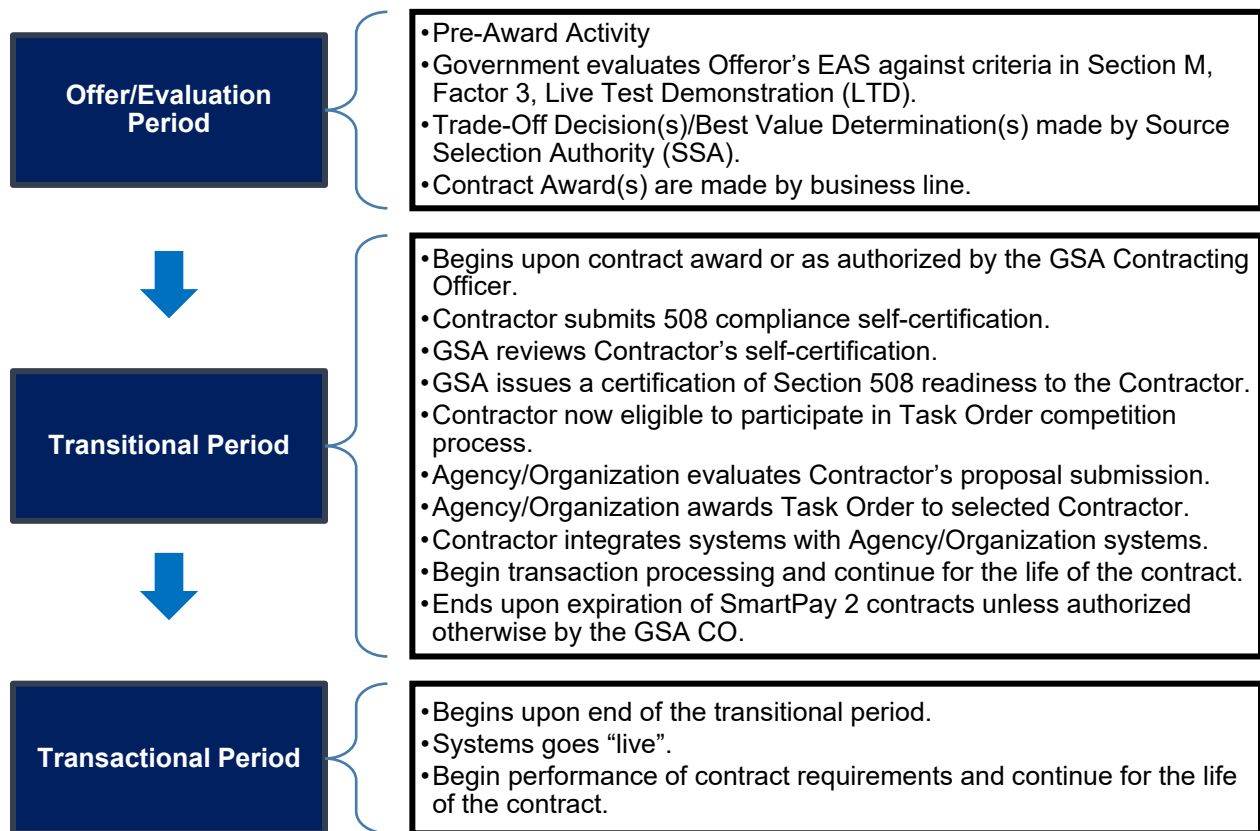 Offer/Evaluation
Period
•Pre-Award Activity
•Government evaluates Offeror’s EAS against criteria in Section M,
Factor 3, Live Test Demonstration (LTD).
•Trade-Off Decision(s)/Best Value Determination(s) made by Source
Selection Authority (SSA).
•Contract Award(s) are made by business line.
Transitional Period
•Begins upon contract award or as authorized by the GSA Contracting
Officer.
•Contractor submits 508 compliance self-certification.
•GSA reviews Contractor’s self-certification.
•GSA issues a certification of Section 508 readiness to the Contractor.
•Contractor now eligible to participate in Task Order competition
process.
•Agency/Organization evaluates Contractor’s proposal submission.
•Agency/Organization awards Task Order to selected Contractor.
•Contractor integrates systems with Agency/Organization systems.
•Begin transaction processing and continue for the life of the contract.
•Ends upon expiration of SmartPay 2 contracts unless authorized
otherwise by the GSA CO.
Transactional Period
•Begins upon end of the transitional period.
•Systems goes “live”.
•Begin performance of contract requirements and continue for the life
of the contract.